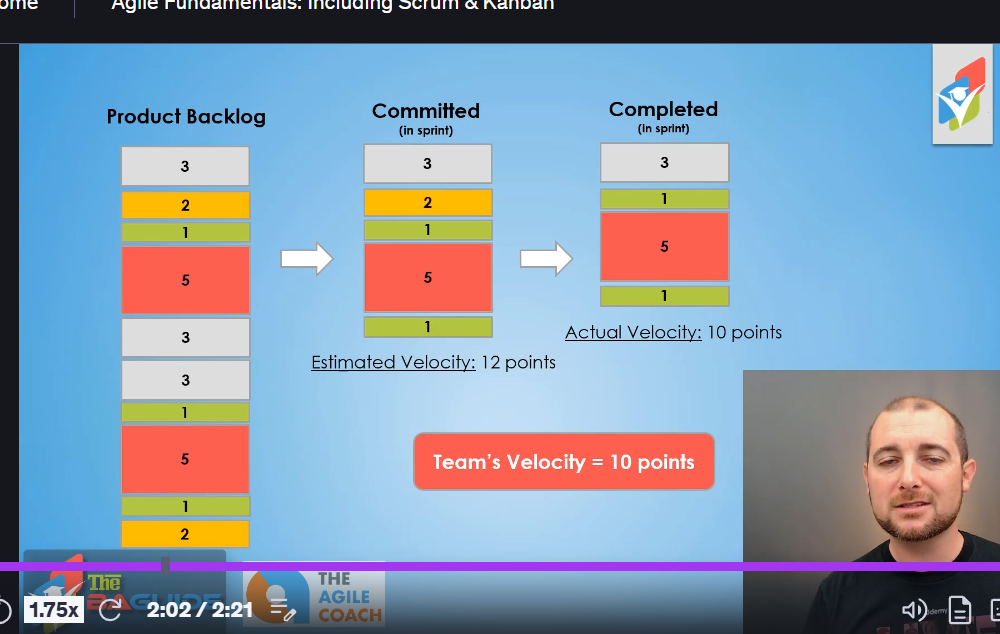 ome
Agile Fundamentals: Including Scrum & Kanban
Product Backlog
3
2
1
5
3
3
1
5
1
2
Committed
(in sprint)
3
2
1
5
1
Estimated Velocity: 12 points
Completed
(in sprint)
3
1
5
1
Actual Velocity: 10 points
Team's Velocity = 10 points
The
BAGUIDE
THE
AGILE
COACH
1.75x
2:02 / 2:21